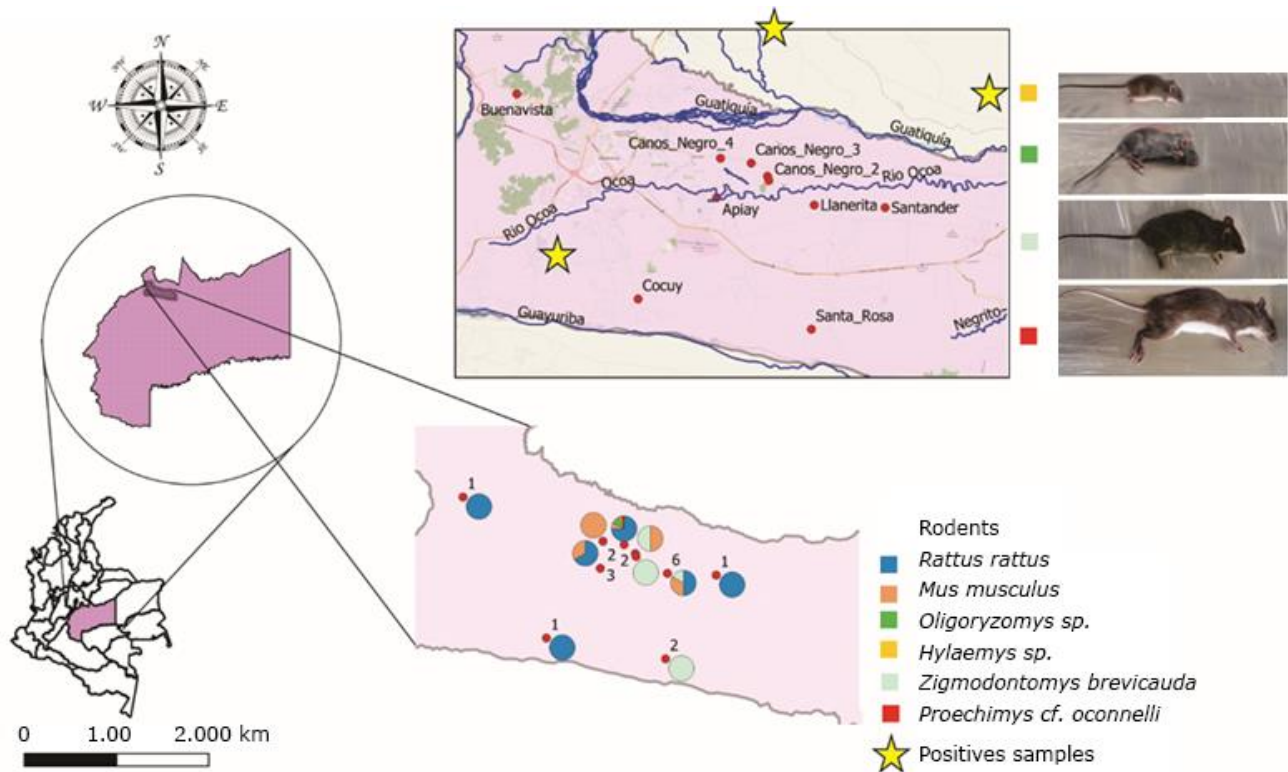 N
W
E
S
Buenavista
Guatiquía
Guatiquía
Canos_Negro_4
Canos_Negro_3
Canos_Negro_2
Ocoa
Rio Ocoa
Rio Ocoa
Apiay
Llanerita
Santander
Cocuy
Guayuriba
Santa_Rosa
Negrito
1
2
2
3
6
1
1
2
Rodents
Rattus rattus
Mus musculus
Oligoryzomys sp.
Hylaemys sp.
Zigmodontomys brevicauda
Proechimys cf. oconnelli
Positives samples
0 1.00 2.000 km